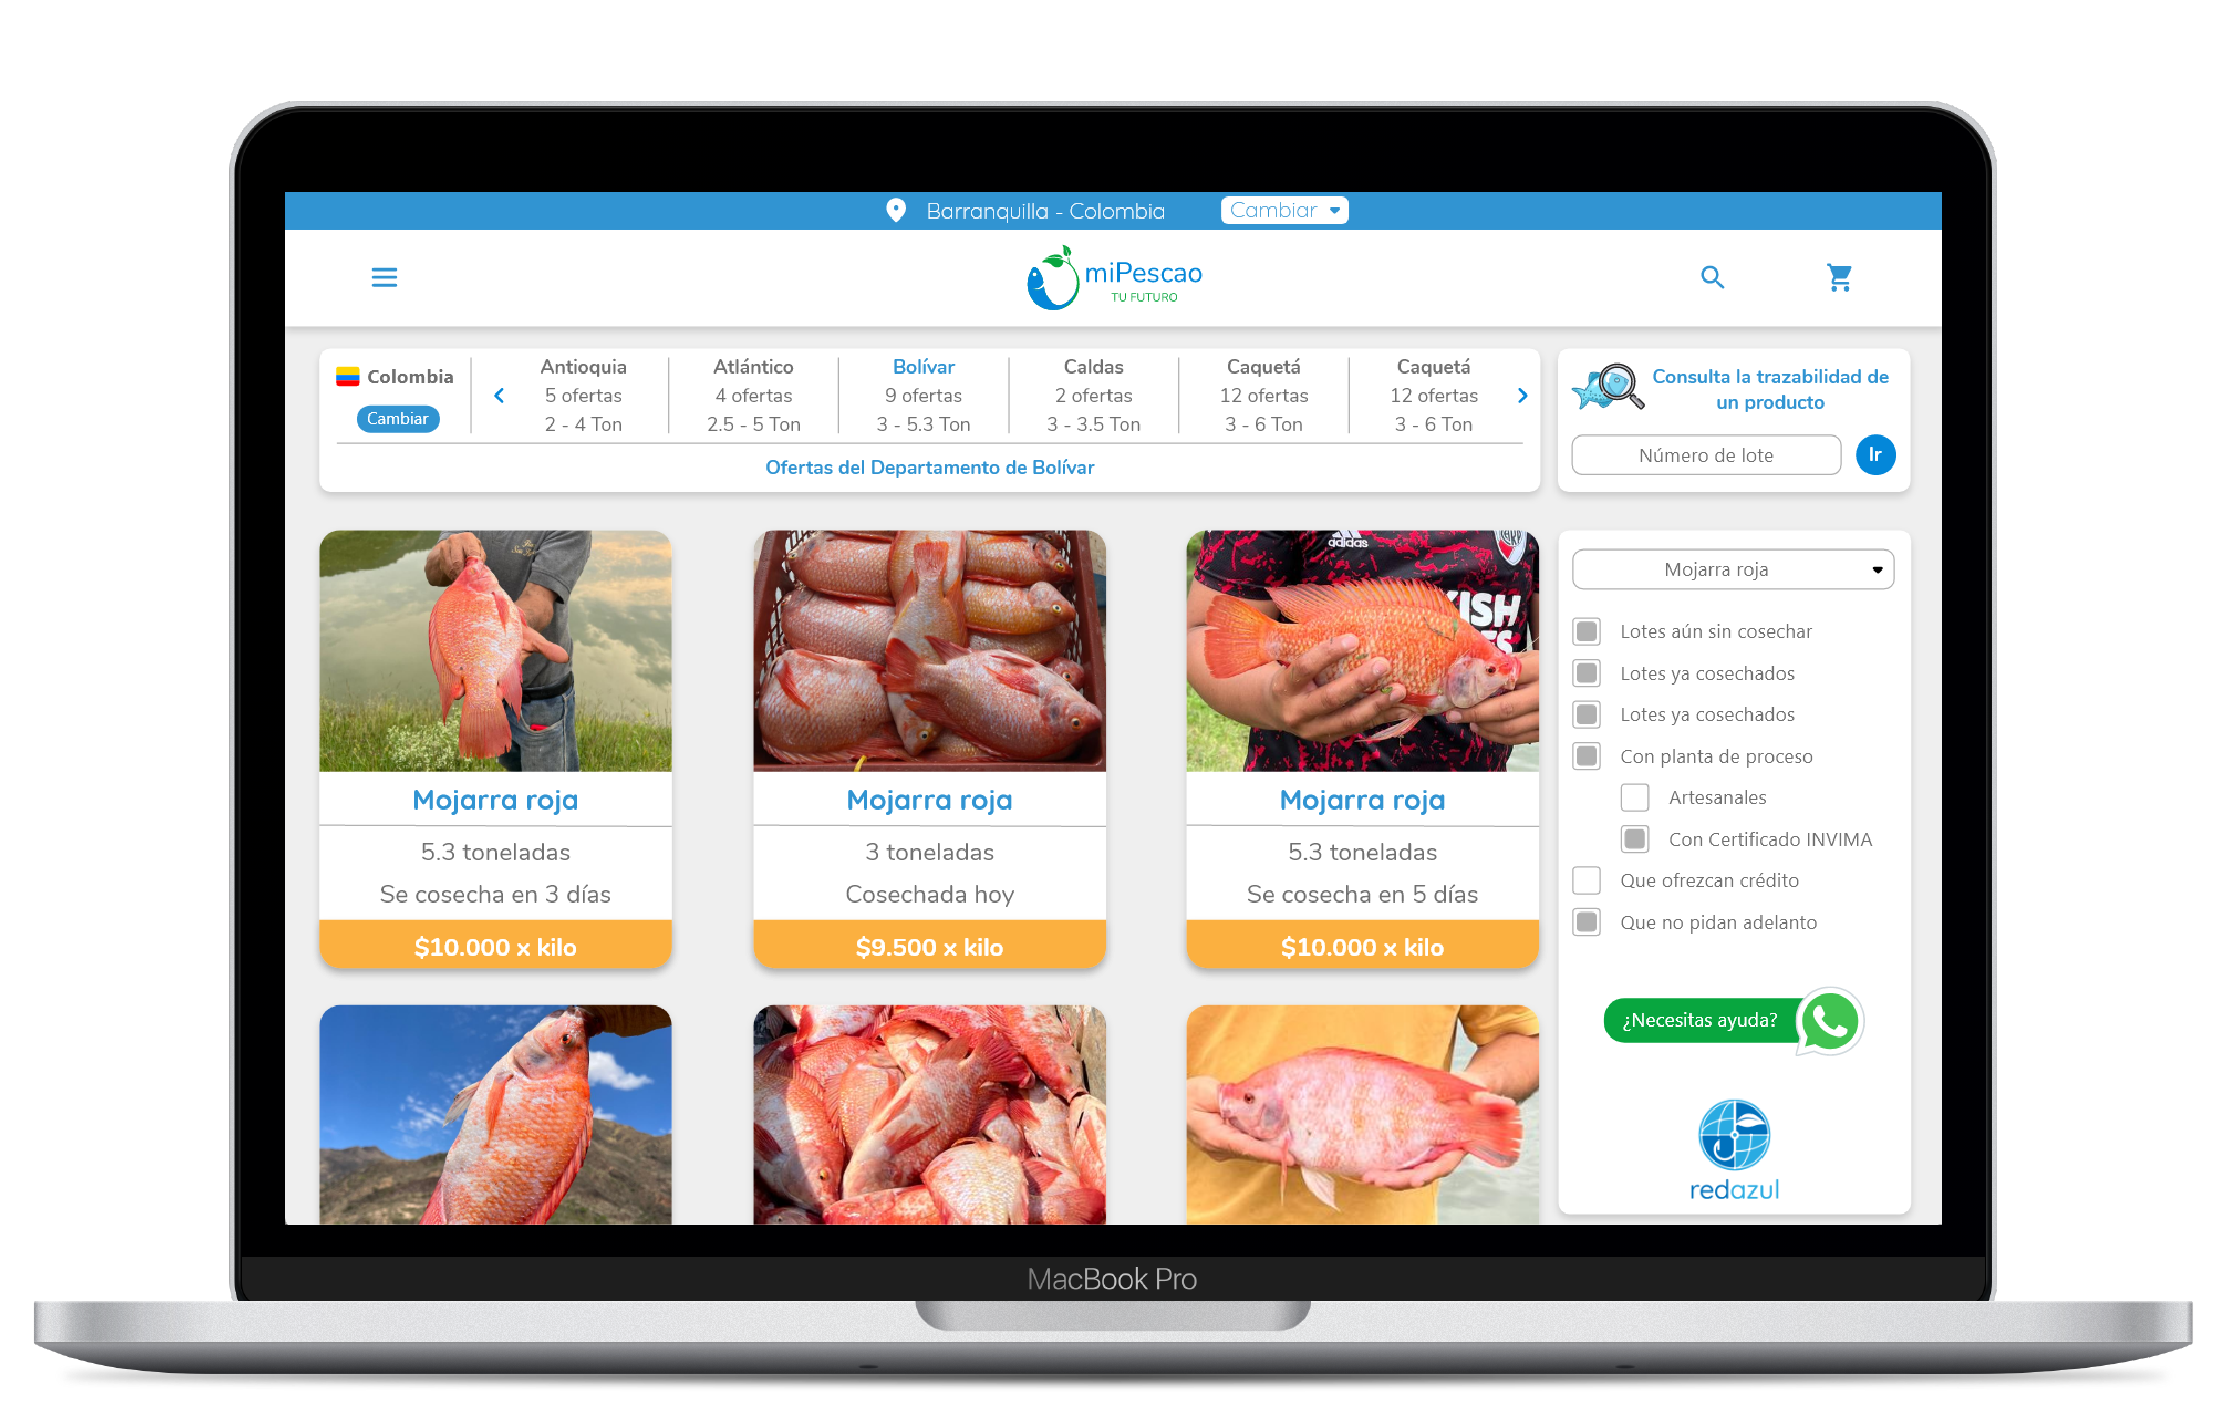 Barranquilla - Colombia
Cambiar
miPescao
TU FUTURO
Colombia
Cambiar
Antioquia
5 ofertas
2 - 4 Ton
Atlántico
4 ofertas
2.5 - 5 Ton
Bolívar
9 ofertas
3 - 5.3 Ton
Caldas
2 ofertas
3 - 3.5 Ton
Caquetá
12 ofertas
3 - 6 Ton
Caquetá
12 ofertas
3 - 6 Ton
Ofertas del Departamento de Bolívar
Consulta la trazabilidad de
un producto
Número de lote
Ir
adidas
Mojarra roja
5.3 toneladas
Se cosecha en 3 días
$10.000 x kilo
Mojarra roja
3 toneladas
Cosechada hoy
$9.500 x kilo
Mojarra roja
5.3 toneladas
Se cosecha en 5 días
$10.000 x kilo
Mojarra roja
Lotes aún sin cosechar
Lotes ya cosechados
Lotes ya cosechados
Con planta de proceso
Artesanales
Con Certificado INVIMA
Que ofrezcan crédito
Que no pidan adelanto
¿Necesitas ayuda?
redazul
MacBook Pro